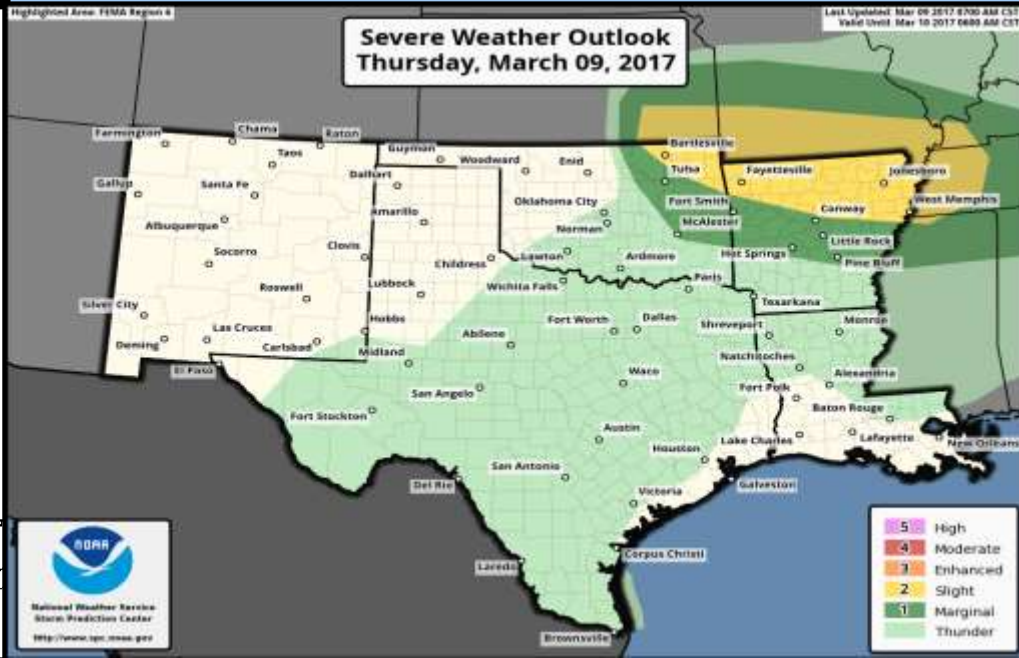 Highlighted Area: FEMA Region 6
Last Updated: Mar 09 2017 0700 AM CST
Valid Until: Mar 10 2017 0600 AM CST
Severe Weather Outlook
Thursday, March 09, 2017
Farmington
Chama
Raton
Taos
Guymon
Woodward
Enid
Bartlesville
Dalhart
Tulsa
Fayetteville
Jonesboro
Gallup
Santa Fe
Amarillo
Oklahoma City
Fort Smith
West Memphis
Albuquerque
Norman
McAlester
Conway
Socorro
Clovis
Childress
Lawton
Ardmore
Hot Springs
Little Rock
Pine Bluff
Roswell
Lubbock
Wichita Falls
Paris
Texarkana
Silver City
Las Cruces
Hobbs
Abilene
Fort Worth
Dallas
Shreveport
Monroe
Deming
Carlsbad
Midland
Natchitoches
El Paso
San Angelo
Waco
Fort Polk
Alexandria
Fort Stockton
Baton Rouge
Austin
Houston
Lake Charles
Lafayette
New Orleans
San Antonio
Del Rio
Victoria
Galveston
Laredo
Corpus Christi
Brownsville
NOAA
National Weather Service
Storm Prediction Center
http://www.spc.noaa.gov
5 High
4 Moderate
3 Enhanced
2 Slight
1 Marginal
Thunder